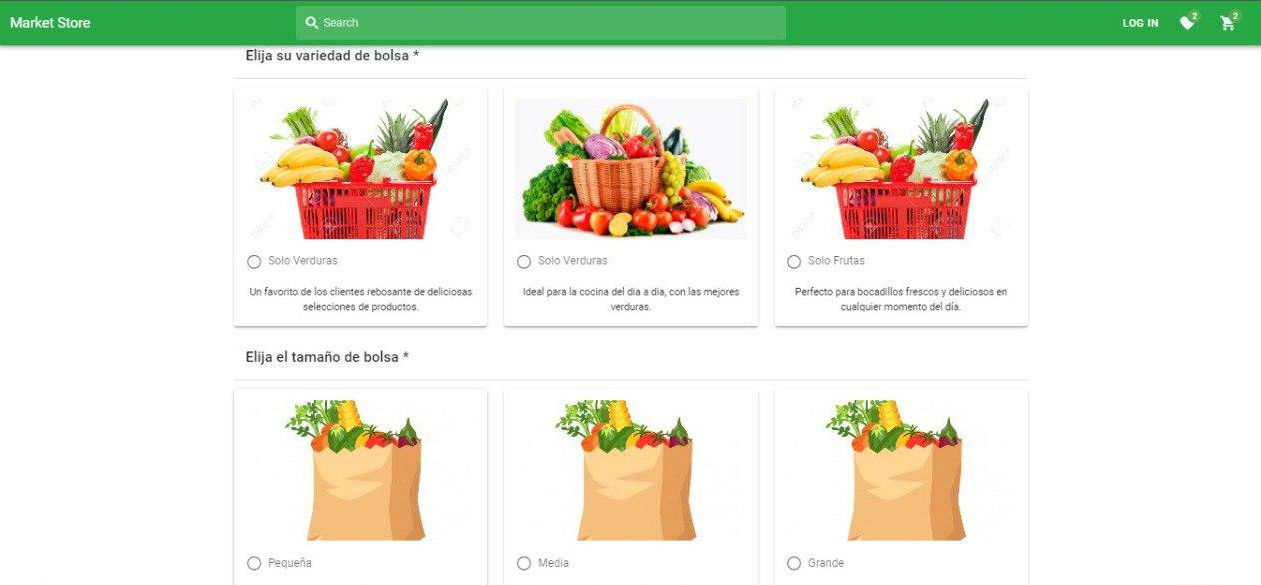 Market Store
Search
LOG IN
2
2
Elija su variedad de bolsa *
Solo Verduras
Un favorito de los clientes rebosante de deliciosas
selecciones de productos.
Solo Verduras
Ideal para la cocina del dia a dia, con las mejores
verduras.
Solo Frutas
Perfecto para bocadillos frescos y deliciosos en
cualquier momento del día.
Elija el tamaño de bolsa *
Pequeña
Media
Grande